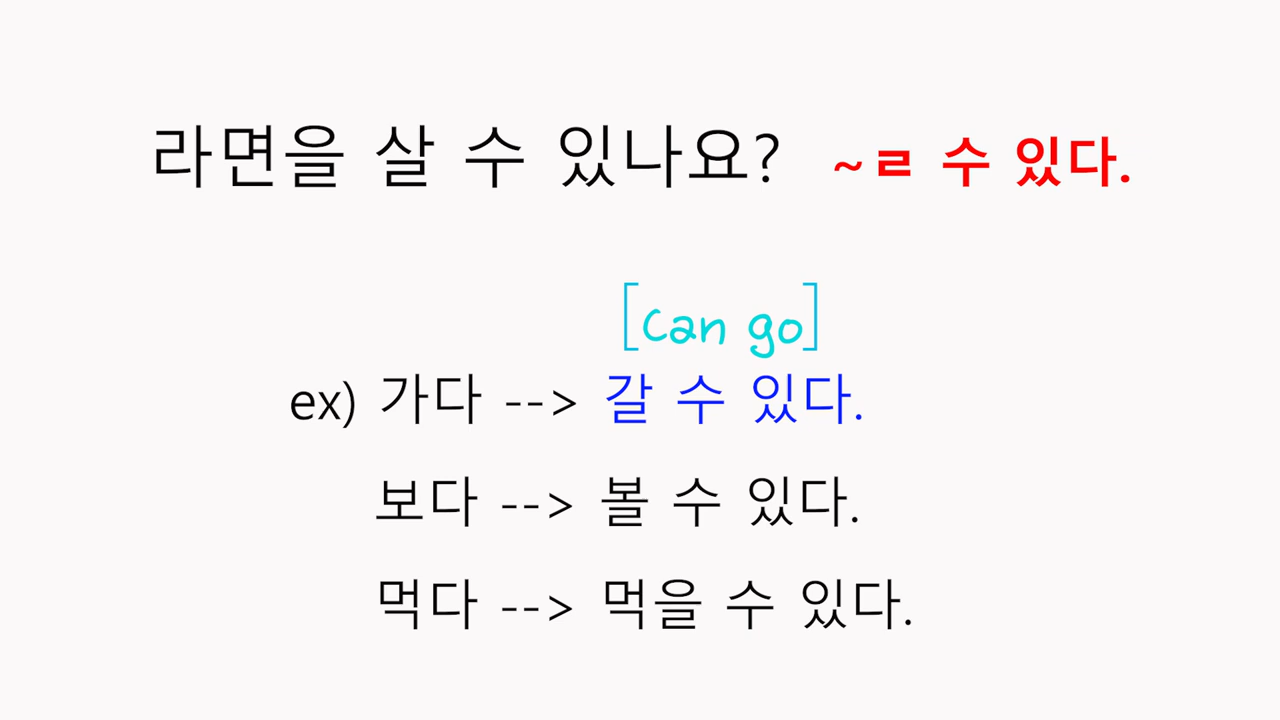 라면을 살 수 있나요? ~ㄹ 수 있다.
[Can go]
ex) 가다 --> 갈 수 있다.
보다 --> 볼 수 있다.
먹다 --> 먹을 수 있다.